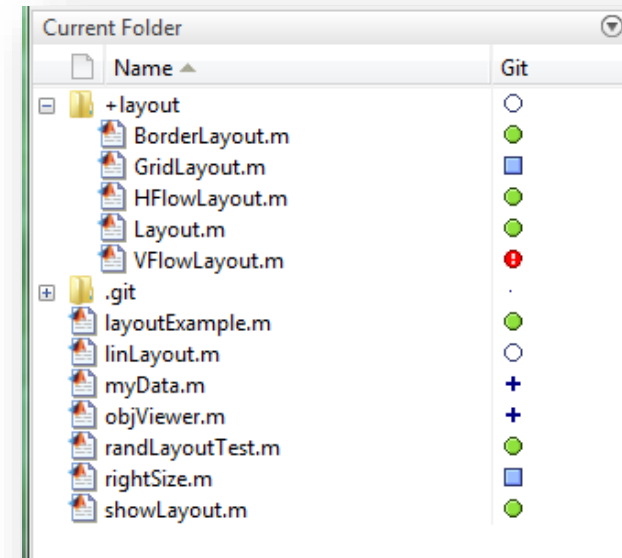 Current Folder
Name Git
+layout
BorderLayout.m
GridLayout.m
HFlowLayout.m
Layout.m
VFlowLayout.m
.git
layoutExample.m
linLayout.m
myData.m
objViewer.m
randLayoutTest.m
rightSize.m
showLayout.m